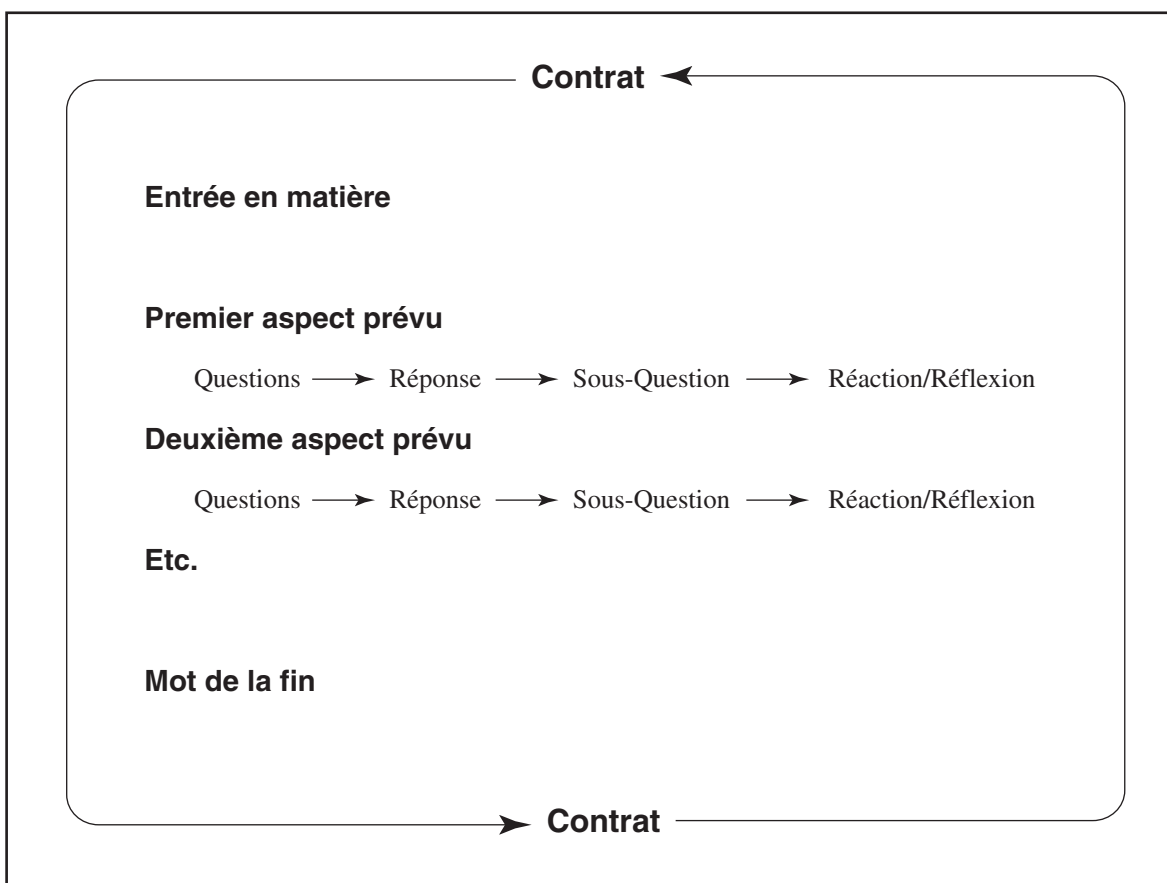 Contrat
Entrée en matière
Premier aspect prévu
Questions Réponse Sous-Question Réaction/Réflexion
Deuxième aspect prévu
Questions Réponse Sous-Question Réaction/Réflexion
Etc.
Mot de la fin
Contrat